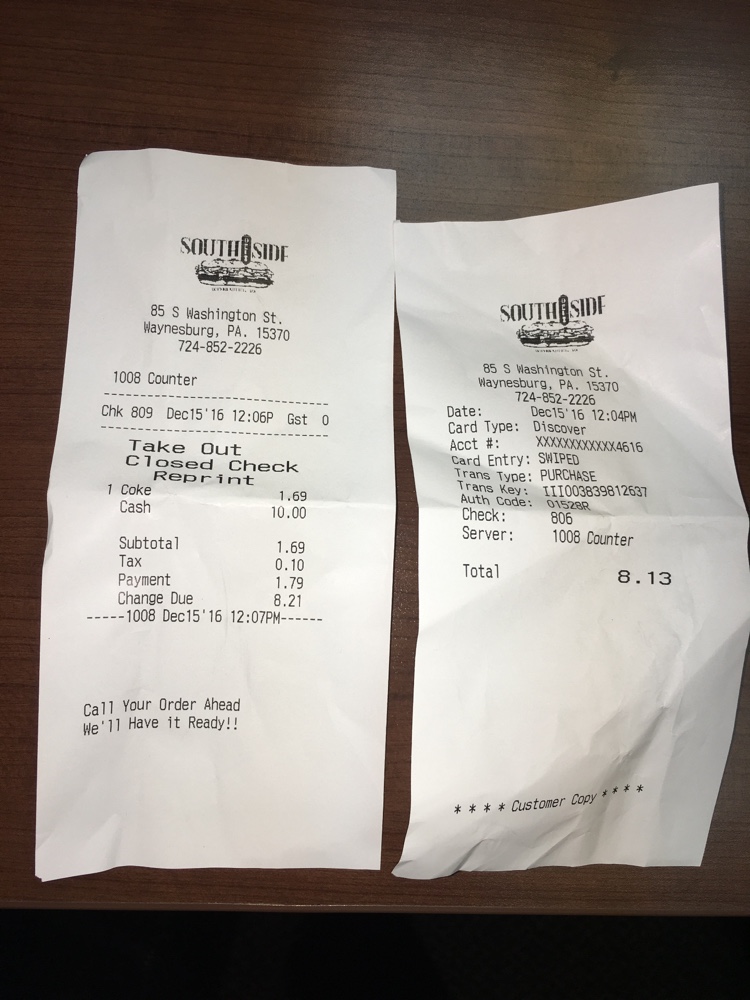 SOUTH SIDE
85 S Washington St.
Waynesburg, PA. 15370
724-852-2226
1008 Counter
Chk 809 Dec15'16 12:06P Gst 0
Take Out
Closed Check
Reprint
1 Coke 1.69
Cash 10.00
Subtotal 1.69
Tax 0.10
Payment 1.79
Change Due 8.21
-----1008 Dec15'16 12:07PM------
Call Your Order Ahead
We'll Have it Ready!!
SOUTH SIDE
85 S Washington St.
Waynesburg, PA. 15370
724-852-2226
Date: Dec15'16 12:04PM
Card Type: Discover
Acct #: XXXXXXXXXXXX4616
Card Entry: SWIPED
Trans Type: PURCHASE
Trans Key: III003839812637
Auth Code: 01528R
Check: 806
Server: 1008 Counter
Total 8.13
* * * * Customer Copy * * * *